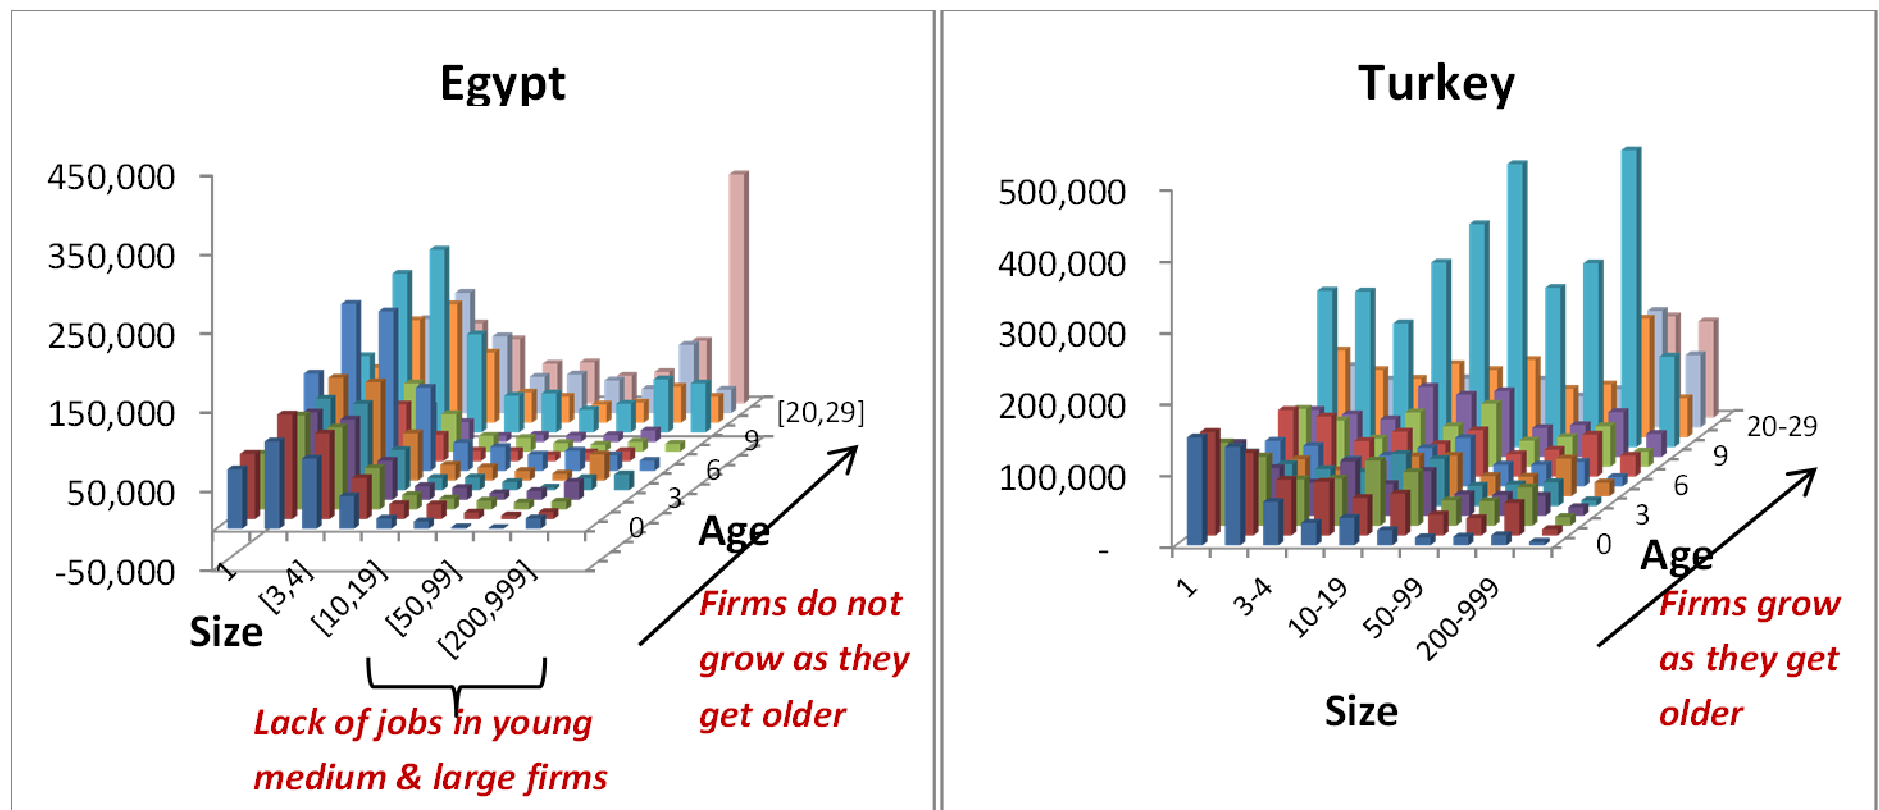 Egypt
450,000
350,000
250,000
150,000
50,000
-50,000
1
[3,4]
[10,19]
[50,99]
[200,999]
Size
0
3
6
9
[20,29]
Age
Firms do not
grow as they
get older
Lack of jobs in young
medium & large firms
Turkey
500,000
400,000
300,000
200,000
100,000
-
1
3-4
10-19
50-99
200-999
Size
0
3
6
9
20-29
Age
Firms grow
as they get
older